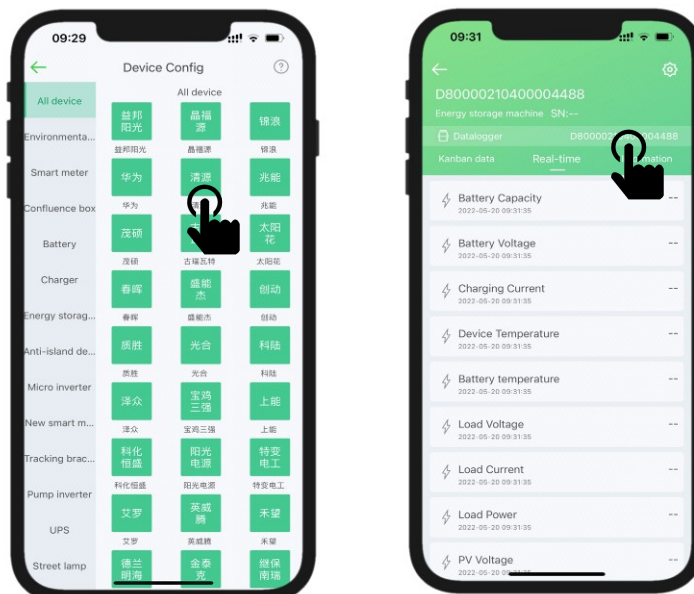 09:29
Device Config
?
All device
Environmenta...
Smart meter
Confluence box
Battery
Charger
Energy storag...
Anti-island de...
Micro inverter
New smart m...
Tracking brac...
Pump inverter
UPS
Street lamp
All device
益邦
阳光
晶福
源
锦浪
益邦阳光
晶福源
锦浪
华为
清源
兆能
华为
兆能
茂硕
太阳
花
茂硕
古瑞瓦特
太阳花
春晖
盛能
杰
创动
春晖
盛能杰
创动
质胜
光合
科陆
质胜
光合
科陆
泽众
宝鸡
三强
上能
泽众
宝鸡三强
上能
科化
恒盛
阳光
电源
特变
电工
科化恒盛
阳光电源
特变电工
艾罗
英威
腾
禾望
艾罗
英威腾
禾望
德兰
明海
金泰
克
继保
南瑞
09:31
D80000210400004488
Energy storage machine SN:--
Datalogger
Kanban data
Real-time
Battery Capacity --
2022-05-20 09:31:35
Battery Voltage --
2022-05-20 09:31:35
Charging Current --
2022-05-20 09:31:35
Device Temperature --
2022-05-20 09:31:35
Battery temperature --
2022-05-20 09:31:35
Load Voltage --
2022-05-20 09:31:35
Load Current --
2022-05-20 09:31:35
Load Power --
2022-05-20 09:31:35
PV Voltage --
2022-05-20